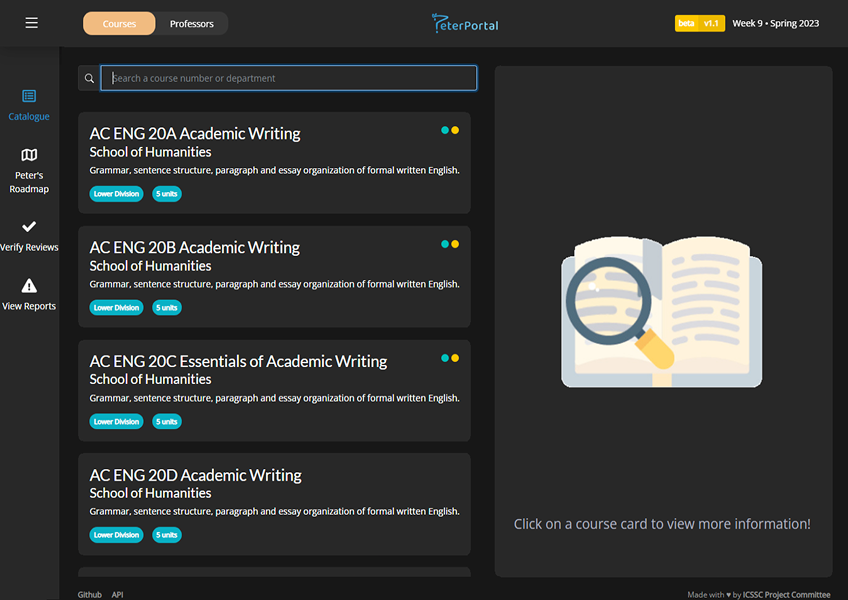 Courses
Professors
PeterPortal
beta v1.1
Week 9 • Spring 2023
Search a course number or department
Catalogue
Peter's
Roadmap
Verify Reviews
View Reports
AC ENG 20A Academic Writing
School of Humanities
Grammar, sentence structure, paragraph and essay organization of formal written English.
Lower Division 5 units
AC ENG 20B Academic Writing
School of Humanities
Grammar, sentence structure, paragraph and essay organization of formal written English.
Lower Division 5 units
AC ENG 20C Essentials of Academic Writing
School of Humanities
Grammar, sentence structure, paragraph and essay organization of formal written English.
Lower Division 5 units
AC ENG 20D Academic Writing
School of Humanities
Grammar, sentence structure, paragraph and essay organization of formal written English.
Lower Division 5 units
Click on a course card to view more information!
Github API
Made with ♥ by ICSSC Project Committee